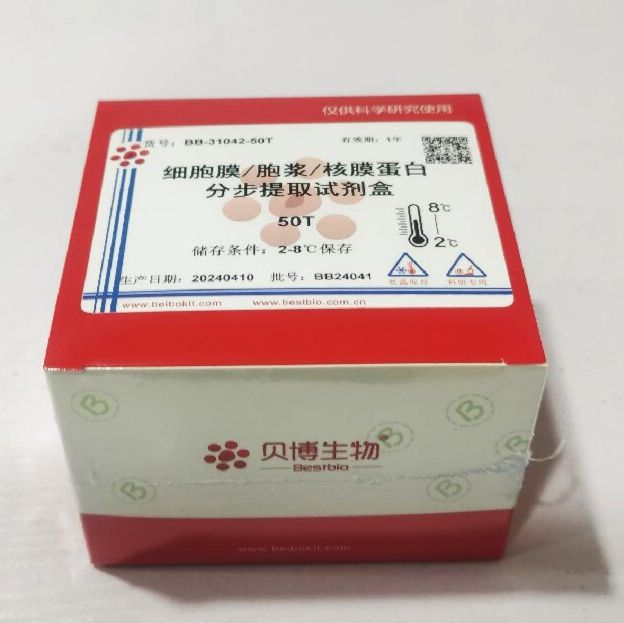 仅供科学研究使用
货号：BB-31042-50T 有效期：1年
细胞膜/胞浆/核膜蛋白
分步提取试剂盒
50T
8℃
2℃
储存条件：2-8℃保存
生产日期：20240410 批号：BB24041
低温保存 科研专用
www.beibokit.com www.bestbio.com.cn
贝博生物
Bestbio
www.beibokit.com